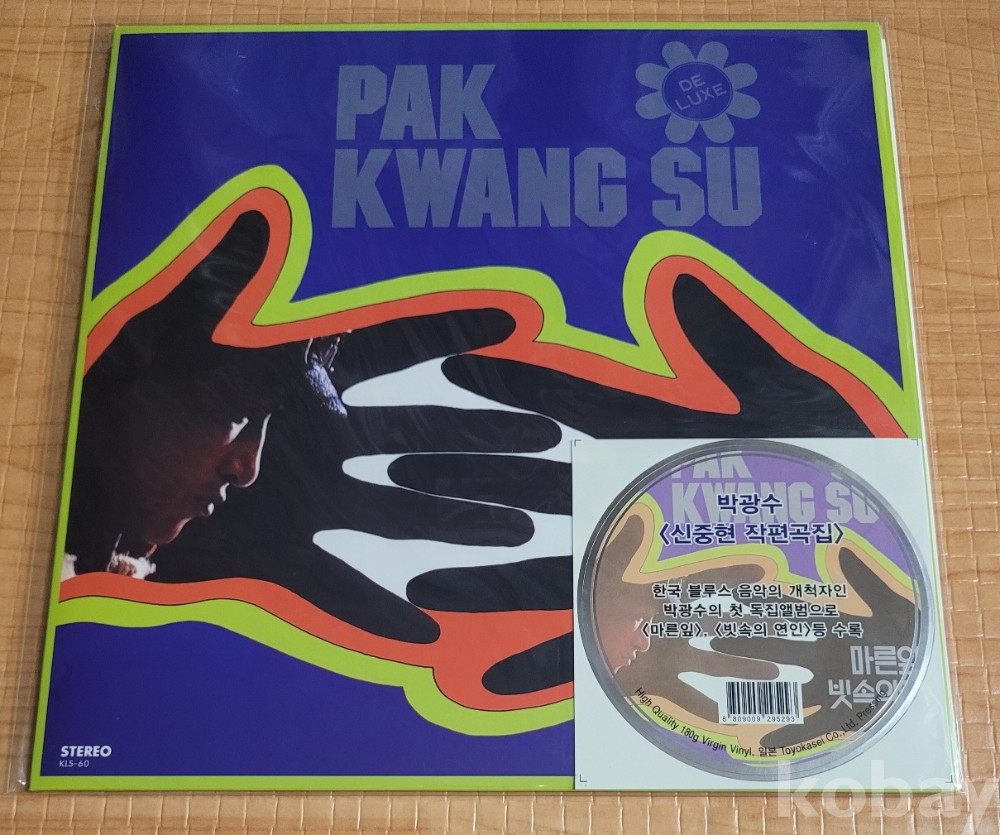 PAK
KWANG SU
DE
LUXE
PAK
KWANG SU
박광수
<신중현 작편곡집>
한국 블루스 음악의 개척자인
박광수의 첫 독집앨범으로
<마른잎>, <빗속의 연인>등 수록
마른잎
빗속의
8 809009 295293
High Quality 180g Virgin Vinyl, 일본 Toyokasei Co., Ltd. Pressing
STEREO
KLS-60
kobay